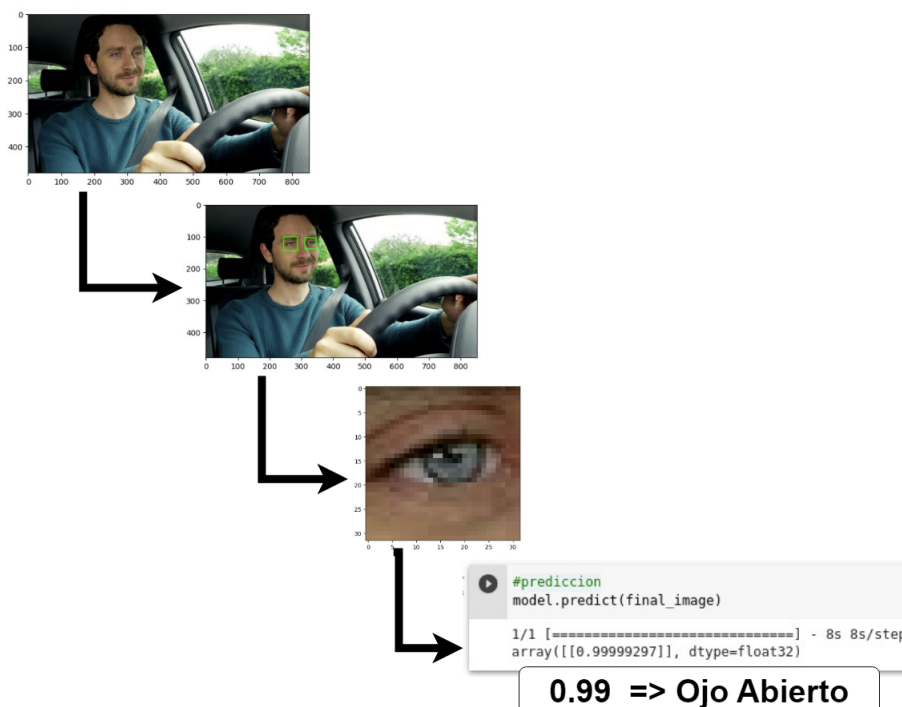 0
100
200
300
400
0 100 200 300 400 500 600 700 800
0
100
200
300
400
0 100 200 300 400 500 600 700 800
0
5
10
15
20
25
30
0 5 10 15 20 25 30
#prediccion
model.predict(final_image)
1/1 [==============================] - 8s 8s/step
array([[0.99999297]], dtype=float32)
0.99 => Ojo Abierto